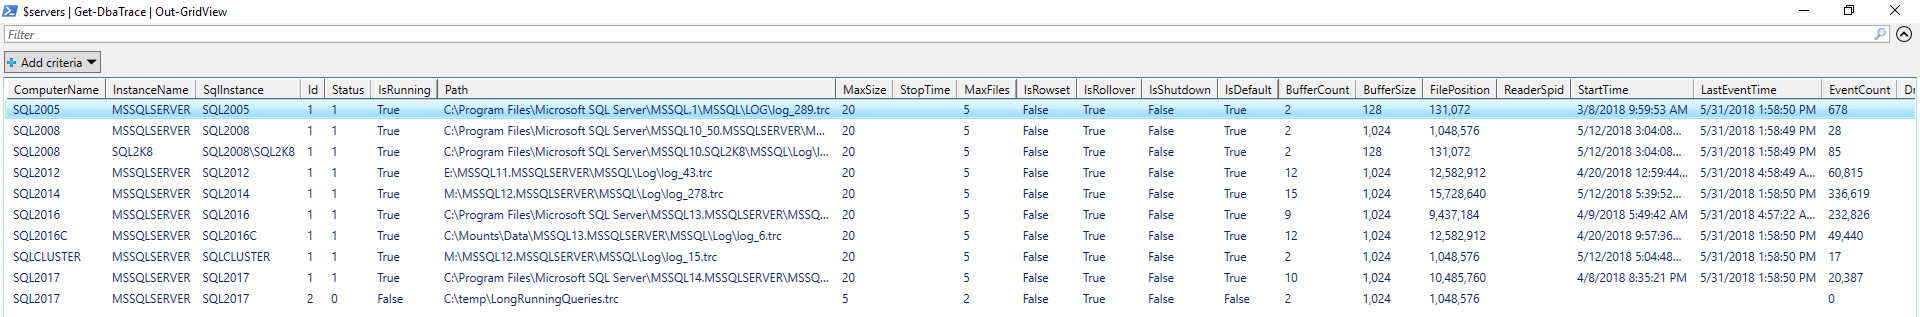 $servers | Get-DbaTrace | Out-GridView
Filter
Add criteria
ComputerName InstanceName SqlInstance Id Status IsRunning Path MaxSize StopTime MaxFiles IsRowset IsRollover IsShutdown IsDefault BufferCount BufferSize FilePosition ReaderSpid StartTime LastEventTime EventCount Dr
SQL2005 MSSQLSERVER SQL2005 1 1 True C:\Program Files\Microsoft SQL Server\MSSQL.1\MSSQL\LOG\log_289.trc 20 5 False True False True 2 128 131,072 3/8/2018 9:59:53 AM 5/31/2018 1:58:50 PM 678
SQL2008 MSSQLSERVER SQL2008 1 1 True C:\Program Files\Microsoft SQL Server\MSSQL10_50.MSSQLSERVER\M... 20 5 False True False True 2 1,024 1,048,576 5/12/2018 3:04:08... 5/31/2018 1:58:49 PM 28
SQL2008 SQL2K8 SQL2008\SQL2K8 1 1 True C:\Program Files\Microsoft SQL Server\MSSQL10.SQL2K8\MSSQL\Log\l... 20 5 False True False True 2 128 131,072 5/12/2018 3:04:08... 5/31/2018 1:58:49 PM 85
SQL2012 MSSQLSERVER SQL2012 1 1 True E:\MSSQL11.MSSQLSERVER\MSSQL\Log\log_43.trc 20 5 False True False True 12 1,024 12,582,912 4/20/2018 12:59:44... 5/31/2018 4:58:49 A... 60,815
SQL2014 MSSQLSERVER SQL2014 1 1 True M:\MSSQL12.MSSQLSERVER\MSSQL\Log\log_278.trc 20 5 False True False True 15 1,024 15,728,640 5/12/2018 5:39:52... 5/31/2018 1:58:50 PM 336,619
SQL2016 MSSQLSERVER SQL2016 1 1 True C:\Program Files\Microsoft SQL Server\MSSQL13.MSSQLSERVER\MSSQ... 20 5 False True False True 9 1,024 9,437,184 4/9/2018 5:49:42 AM 5/31/2018 4:57:22 A... 232,826
SQL2016C MSSQLSERVER SQL2016C 1 1 True C:\Mounts\Data\MSSQL13.MSSQLSERVER\MSSQL\Log\log_6.trc 20 5 False True False True 12 1,024 12,582,912 4/20/2018 9:57:36... 5/31/2018 1:58:50 PM 49,440
SQLCLUSTER MSSQLSERVER SQLCLUSTER 1 1 True M:\MSSQL12.MSSQLSERVER\MSSQL\Log\log_15.trc 20 5 False True False True 2 1,024 1,048,576 5/12/2018 5:04:48... 5/31/2018 1:58:50 PM 17
SQL2017 MSSQLSERVER SQL2017 1 1 True C:\Program Files\Microsoft SQL Server\MSSQL14.MSSQLSERVER\MSSQ... 20 5 False True False True 10 1,024 10,485,760 4/8/2018 8:35:21 PM 5/31/2018 1:58:50 PM 20,387
SQL2017 MSSQLSERVER SQL2017 2 0 False C:\temp\LongRunningQueries.trc 5 2 False True False False 2 1,024 1,048,576 0